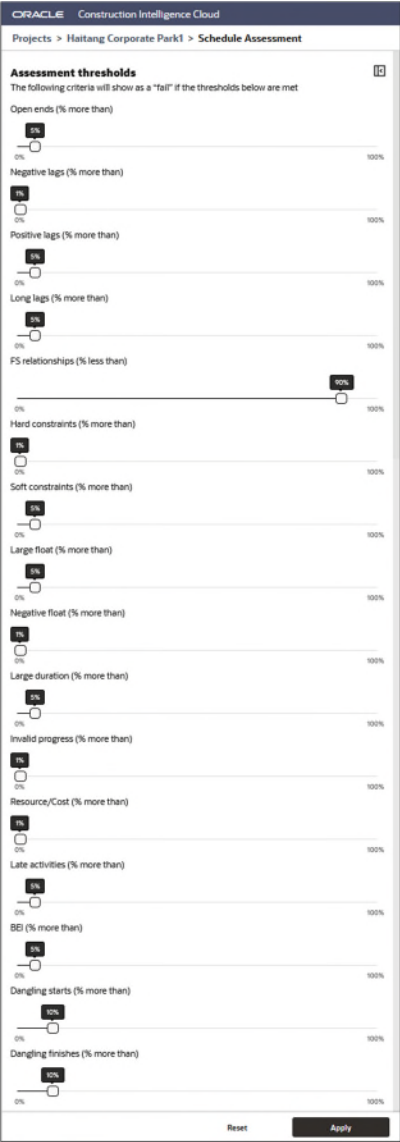 ORACLE Construction Intelligence Cloud
Projects > Haitang Corporate Park1 > Schedule Assessment
Assessment thresholds
The following criteria will show as a "fail" if the thresholds below are met
Open ends (% more than)
5%
0% 100%
Negative lags (% more than)
1%
0% 100%
Positive lags (% more than)
5%
0% 100%
Long lags (% more than)
5%
0% 100%
FS relationships (% less than)
90%
0% 100%
Hard constraints (% more than)
1%
0% 100%
Soft constraints (% more than)
5%
0% 100%
Large float (% more than)
5%
0% 100%
Negative float (% more than)
1%
0% 100%
Large duration (% more than)
5%
0% 100%
Invalid progress (% more than)
1%
0% 100%
Resource/Cost (% more than)
1%
0% 100%
Late activities (% more than)
5%
0% 100%
BEI (% more than)
5%
0% 100%
Dangling starts (% more than)
10%
0% 100%
Dangling finishes (% more than)
10%
0% 100%
Reset Apply